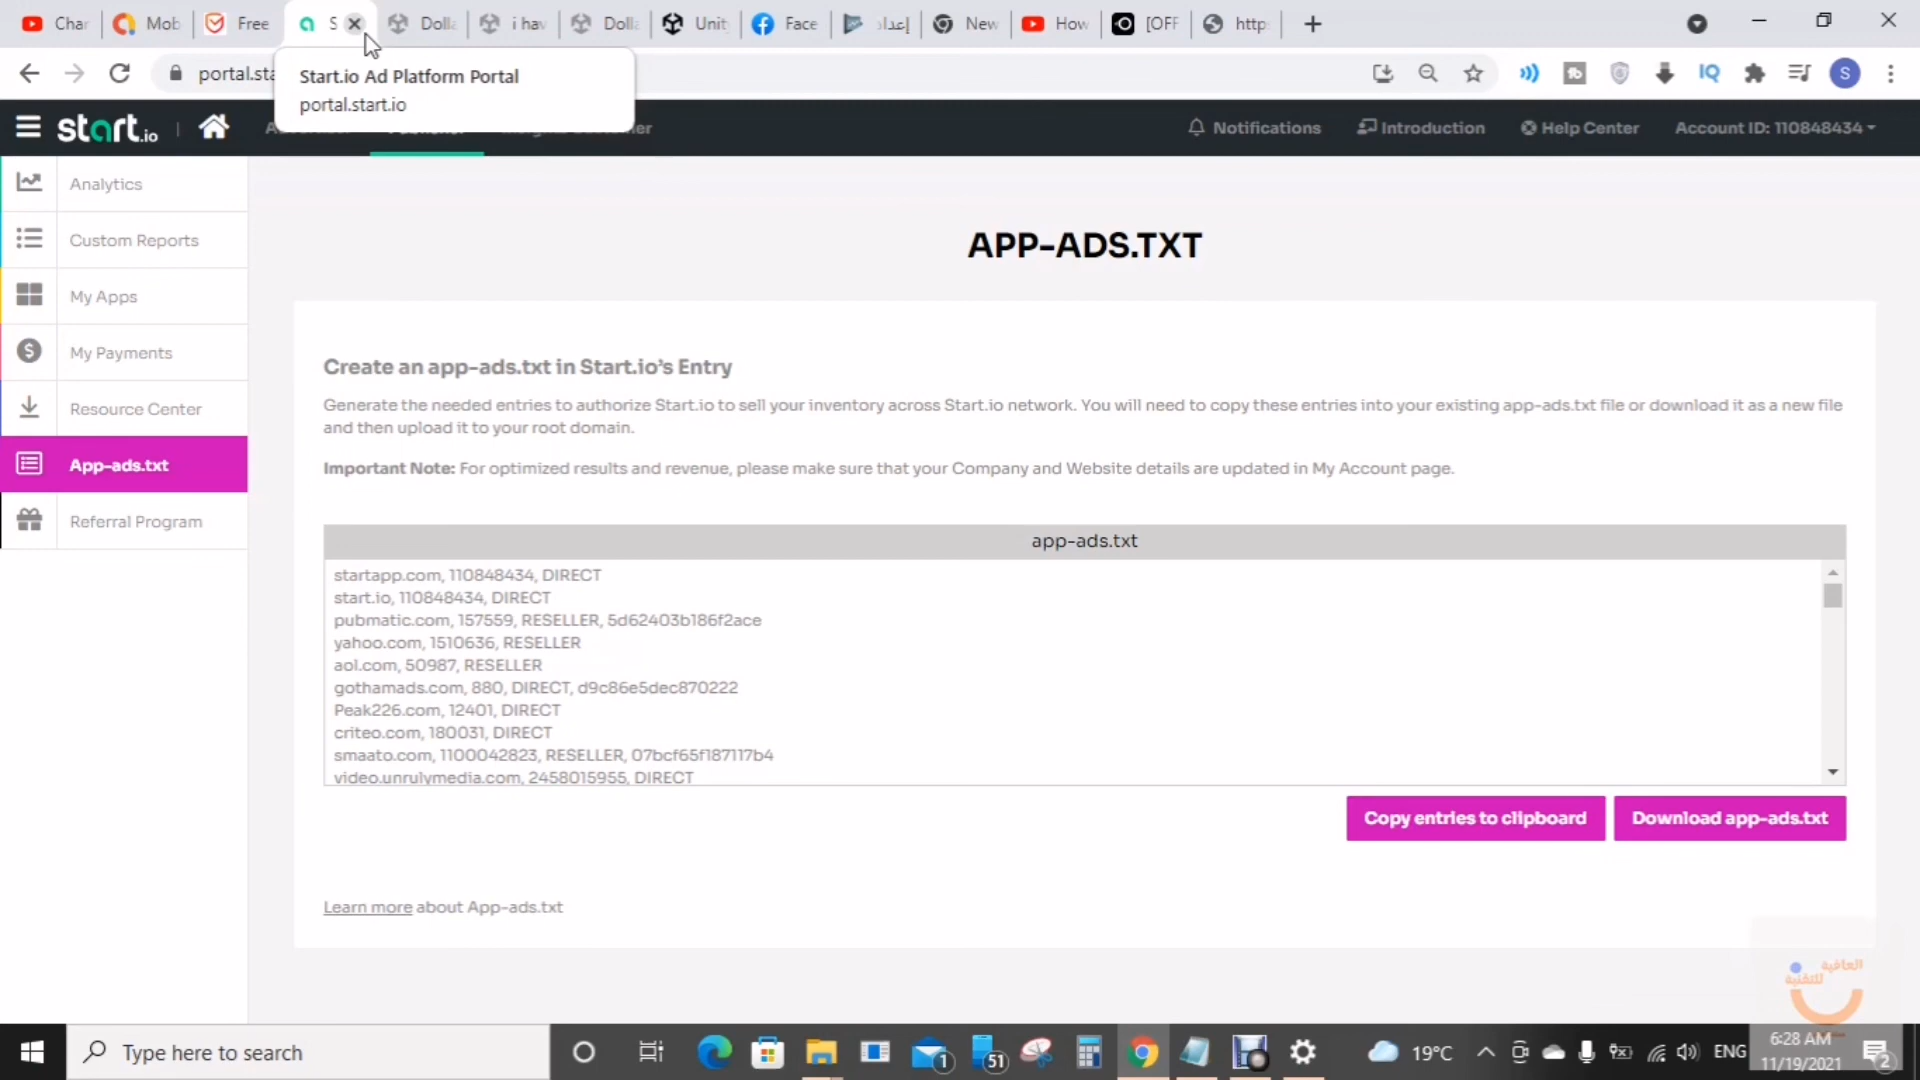 Char
Mob
Free
S
Dolla
i hav
Dolla
Unit
Face
إعداد
New
How
[OFF
http
portal.sta
Start.io Ad Platform Portal
portal.start.io
start.io
Notifications
Introduction
Help Center
Account ID: 110848434
Analytics
Custom Reports
My Apps
My Payments
Resource Center
App-ads.txt
Referral Program
APP-ADS.TXT
Create an app-ads.txt in Start.io's Entry
Generate the needed entries to authorize Start.io to sell your inventory across Start.io network. You will need to copy these entries into your existing app-ads.txt file or download it as a new file
and then upload it to your root domain.
Important Note: For optimized results and revenue, please make sure that your Company and Website details are updated in My Account page.
app-ads.txt
startapp.com, 110848434, DIRECT
start.io, 110848434, DIRECT
pubmatic.com, 157559, RESELLER, 5d62403b186f2ace
yahoo.com, 1510636, RESELLER
aol.com, 50987, RESELLER
gothamads.com, 880, DIRECT, d9c86e5dec870222
Peak226.com, 12401, DIRECT
criteo.com, 180031, DIRECT
smaato.com, 1100042823, RESELLER, 07bcf65f187117b4
video.unrulymedia.com, 2458015955, DIRECT
Copy entries to clipboard
Download app-ads.txt
Learn more about App-ads.txt
العافية
للتقنية
Type here to search
1
51
19°C
ENG
6:28 AM
11/19/2021
2